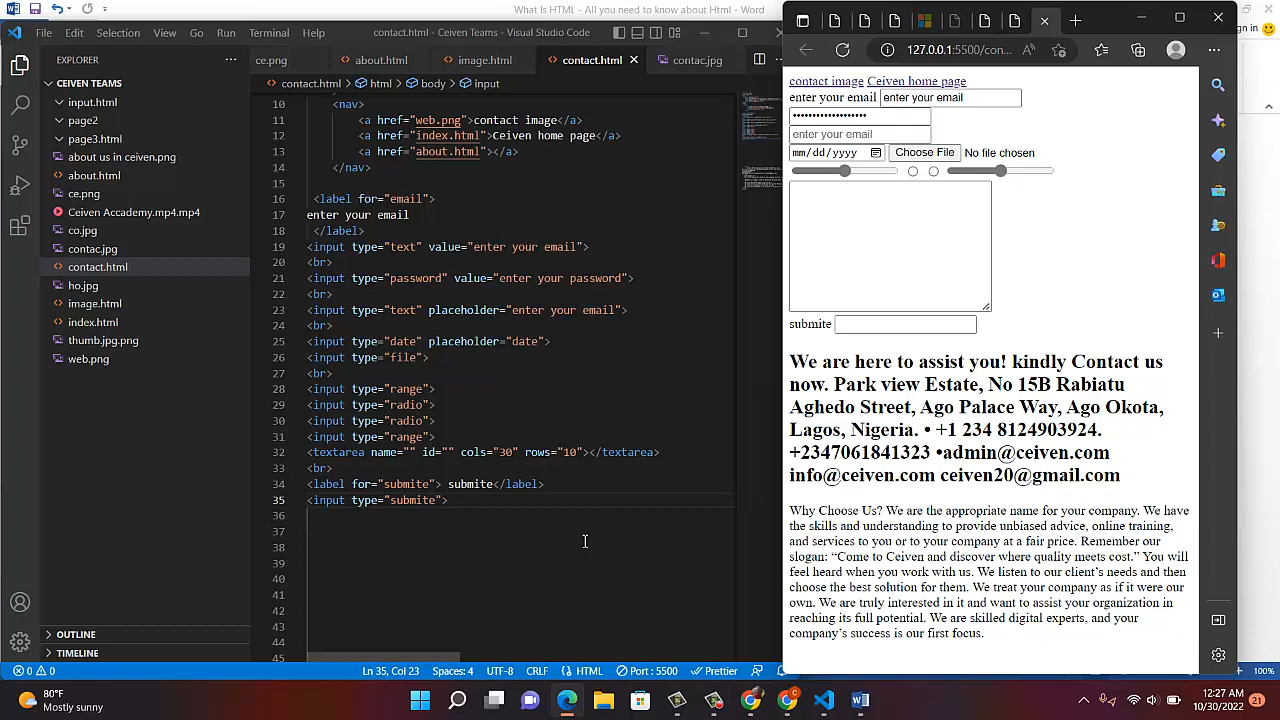 What Is HTML - All you need to know about Html - Word
File Edit Selection View Go Run Terminal Help contact.html - Ceiven Teams - Visual Studio Code
EXPLORER
CEIVEN TEAMS
input.html
page2
about us in ceiven.png
about.html
ce.png
Ceiven Accademy.mp4.mp4
co.jpg
contac.jpg
contact.html
ho.jpg
image.html
index.html
thumb.jpg.png
web.png
OUTLINE
TIMELINE
ce.png about.html image.html contact.html contac.jpg
contact.html > html > body > input
10 <nav>
11 <a href="web.png">contact image</a>
12 <a href="index.html">Ceiven home page</a>
13 <a href="about.html"></a>
14 </nav>
15
16 <label for="email">
17 enter your email
18 </label>
19 <input type="text" value="enter your email">
20 <br>
21 <input type="password" value="enter your password">
22 <br>
23 <input type="text" placeholder="enter your email">
24 <br>
25 <input type="date" placeholder="date">
26 <input type="file">
27 <br>
28 <input type="range">
29 <input type="radio">
30 <input type="radio">
31 <input type="range">
32 <textarea name="" id="" cols="30" rows="10"></textarea>
33 <br>
34 <label for="submite"> submite</label>
35 <input type="submite">
36
37
38
39
40
41
42
43
44
45
0 0 Ln 35, Col 23 Spaces: 4 UTF-8 CRLF HTML Port : 5500 Prettier
127.0.0.1:5500/con...
contact image Ceiven home page
enter your email enter your email
••••••••••••••••••
enter your email
mm/dd/yyyy Choose File No file chosen
submite
We are here to assist you! kindly Contact us
now. Park view Estate, No 15B Rabiatu
Aghedo Street, Ago Palace Way, Ago Okota,
Lagos, Nigeria. • +1 234 8124903924.
+2347061841323 •admin@ceiven.com
info@ceiven.com ceiven20@gmail.com
Why Choose Us? We are the appropriate name for your company. We have
the skills and understanding to provide unbiased advice, online training,
and services to you or to your company at a fair price. Remember our
slogan: “Come to Ceiven and discover where quality meets cost.” You will
feel heard when you work with us. We listen to our client’s needs and then
choose the best solution for them. We treat your company as if it were our
own. We are truly interested in it and want to assist your organization in
reaching its full potential. We are skilled digital experts, and your
company’s success is our first focus.
gn in
100%
80°F
Mostly sunny
12:27 AM
10/30/2022
21